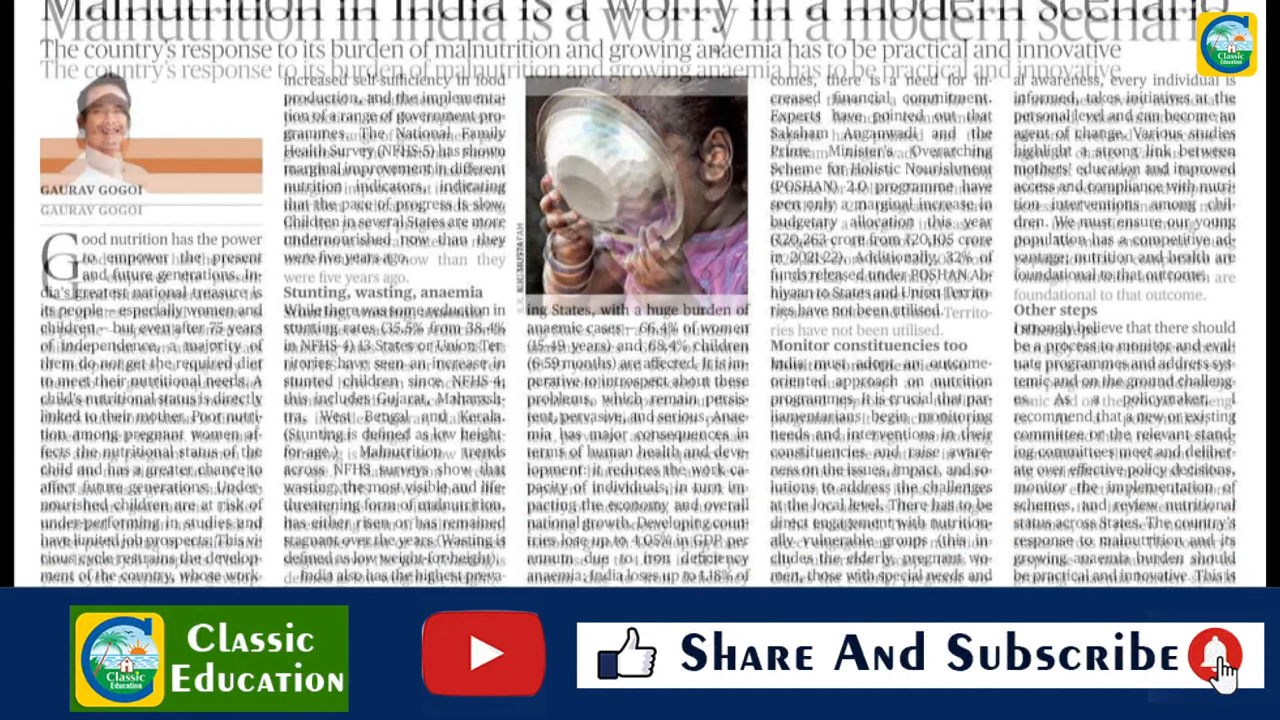 Malnutrition in India is a worry in a modern scenario
The country's response to its burden of malnutrition and growing anaemia has to be practical and innovative
GAURAV GOGOI
Good nutrition has the power
to empower the present
and future generations. In-
dia's greatest national treasure is
its people — especially women and
children — but even after 75 years
of independence, a majority of
them do not get the required diet
to meet their nutritional needs. A
child's nutritional status is directly
linked to their mother. Poor nutri-
tion among pregnant women af-
fects the nutritional status of the
child and has a greater chance to
affect future generations. Under-
nourished children are at risk of
under-performing in studies and
have limited job prospects. This vi-
cious cycle restrains the develop-
ment of the country, whose work-
increased self-sufficiency in food
production, and the implementa-
tion of a range of government pro-
grammes. The National Family
Health Survey (NFHS-5) has shown
marginal improvement in different
nutrition indicators, indicating
that the pace of progress is slow.
Children in several States are more
undernourished now than they
were five years ago.
Stunting, wasting, anaemia
While there was some reduction in
stunting rates (35.5% from 38.4%
in NFHS-4) 13 States or Union Ter-
ritories have seen an increase in
stunted children since NFHS-4;
this includes Gujarat, Maharash-
tra, West Bengal and Kerala.
(Stunting is defined as low height-
for-age.) Malnutrition trends
across NFHS surveys show that
wasting, the most visible and life-
threatening form of malnutrition,
has either risen or has remained
stagnant over the years (Wasting is
defined as low weight-for-height).
India also has the highest preva-
K.K. MUSTAFAH
ing States, with a huge burden of
anaemic cases — 66.4% of women
(15-49 years) and 68.4% children
(6-59 months) are affected. It is im-
perative to introspect about these
problems, which remain persis-
tent, pervasive, and serious. Anae-
mia has major consequences in
terms of human health and deve-
lopment: it reduces the work ca-
pacity of individuals, in turn im-
pacting the economy and overall
national growth. Developing coun-
tries lose up to 4.05% in GDP per
annum due to iron deficiency
anaemia; India loses up to 1.18% of
comes, there is a need for in-
creased financial commitment.
Experts have pointed out that
Saksham Anganwadi and the
Prime Minister's Overarching
Scheme for Holistic Nourishment
(POSHAN) 2.0 programme have
seen only a marginal increase in
budgetary allocation this year
(₹20,263 crore from ₹20,105 crore
in 2021-22). Additionally, 32% of
funds released under POSHAN Ab-
hiyaan to States and Union Territo-
ries have not been utilised.
Monitor constituencies too
India must adopt an outcome-
oriented approach on nutrition
programmes. It is crucial that par-
liamentarians begin monitoring
needs and interventions in their
constituencies and raise aware-
ness on the issues, impact, and so-
lutions to address the challenges
at the local level. There has to be
direct engagement with nutrition-
ally vulnerable groups (this in-
cludes the elderly, pregnant wo-
men, those with special needs and
al awareness, every individual is
informed, takes initiatives at the
personal level and can become an
agent of change. Various studies
highlight a strong link between
mothers' education and improved
access and compliance with nutri-
tion interventions among chil-
dren. We must ensure our young
population has a competitive ad-
vantage; nutrition and health are
foundational to that outcome.
Other steps
I strongly believe that there should
be a process to monitor and eval-
uate programmes and address sys-
temic and on the ground challeng-
es. As a policymaker, I
recommend that a new or existing
committee or the relevant stand-
ing committees meet and deliber-
ate over effective policy decisions,
monitor the implementation of
schemes, and review nutritional
status across States. The country's
response to malnutrition and its
growing anaemia burden should
be practical and innovative. This is
Classic
Education
Classic
Education
Classic
Education
Share And Subscribe